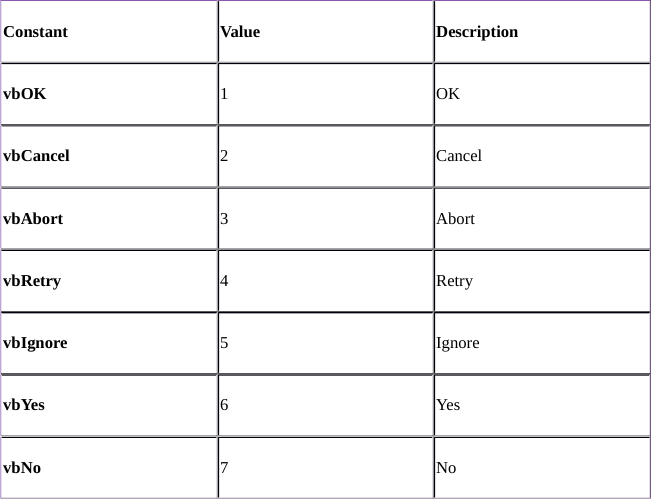 Constant Value Description
vbOK 1 OK
vbCancel 2 Cancel
vbAbort 3 Abort
vbRetry 4 Retry
vbIgnore 5 Ignore
vbYes 6 Yes
vbNo 7 No